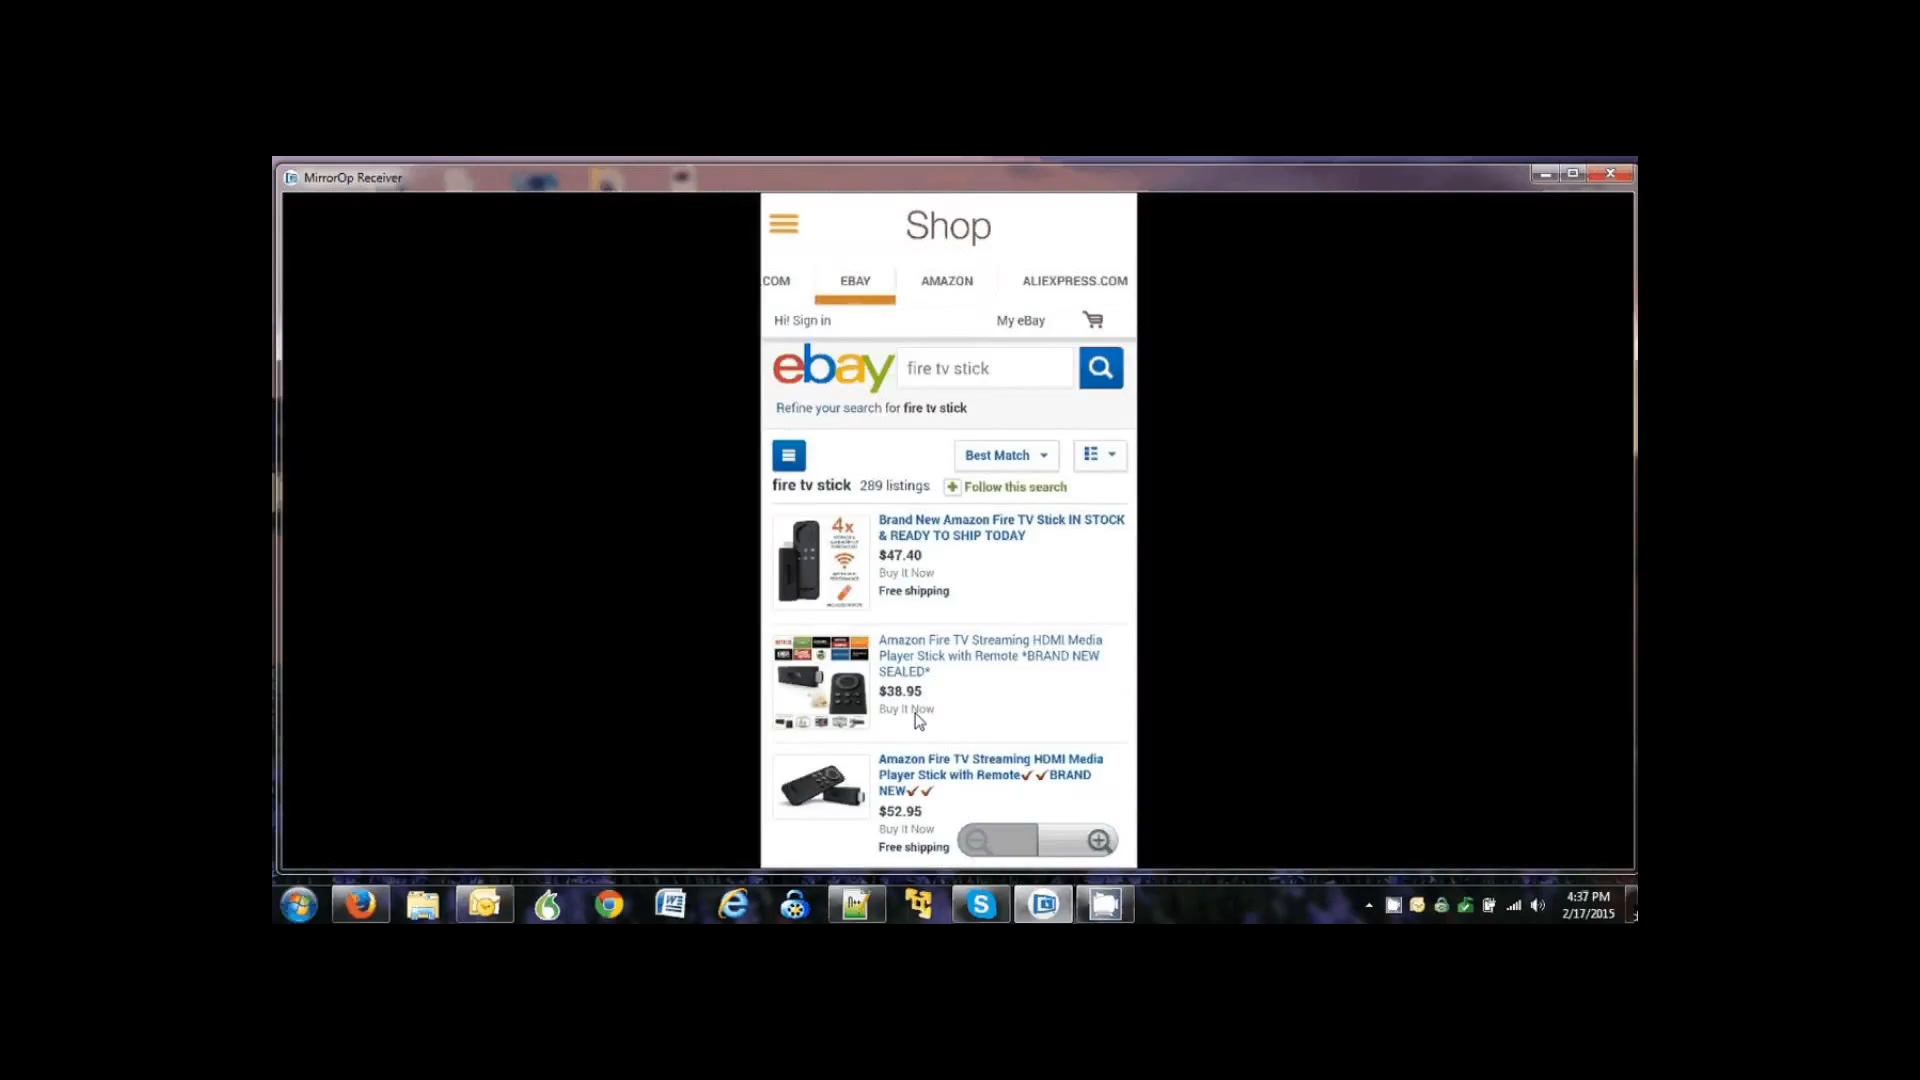 MirrorOp Receiver
Shop
.COM EBAY AMAZON ALIEXPRESS.COM
Hi! Sign in My eBay
ebay fire tv stick
Refine your search for fire tv stick
Best Match
fire tv stick 289 listings Follow this search
4x
Brand New Amazon Fire TV Stick IN STOCK
& READY TO SHIP TODAY
$47.40
Buy It Now
Free shipping
Amazon Fire TV Streaming HDMI Media
Player Stick with Remote *BRAND NEW
SEALED*
$38.95
Buy It Now
Amazon Fire TV Streaming HDMI Media
Player Stick with Remote✓✓BRAND
NEW✓✓
$52.95
Buy It Now
Free shipping
4:37 PM
2/17/2015